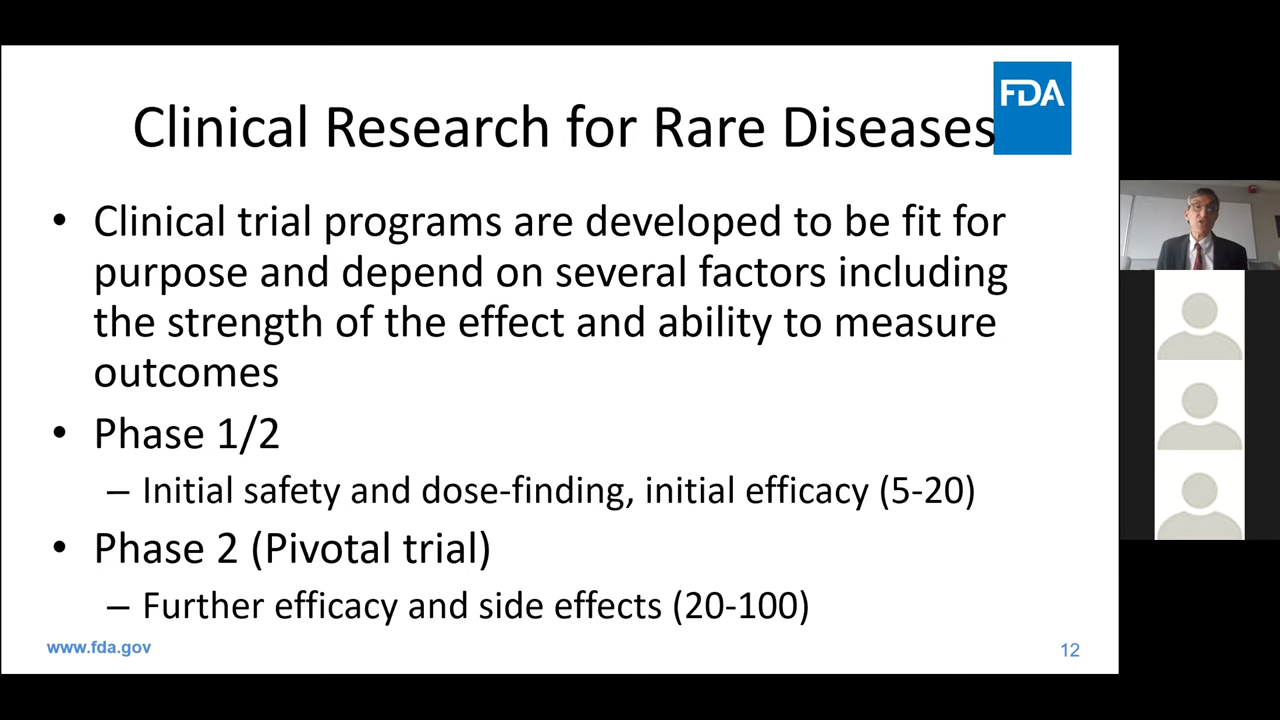 FDA
Clinical Research for Rare Diseases
• Clinical trial programs are developed to be fit for
purpose and depend on several factors including
the strength of the effect and ability to measure
outcomes
• Phase 1/2
– Initial safety and dose-finding, initial efficacy (5-20)
• Phase 2 (Pivotal trial)
– Further efficacy and side effects (20-100)
www.fda.gov
12